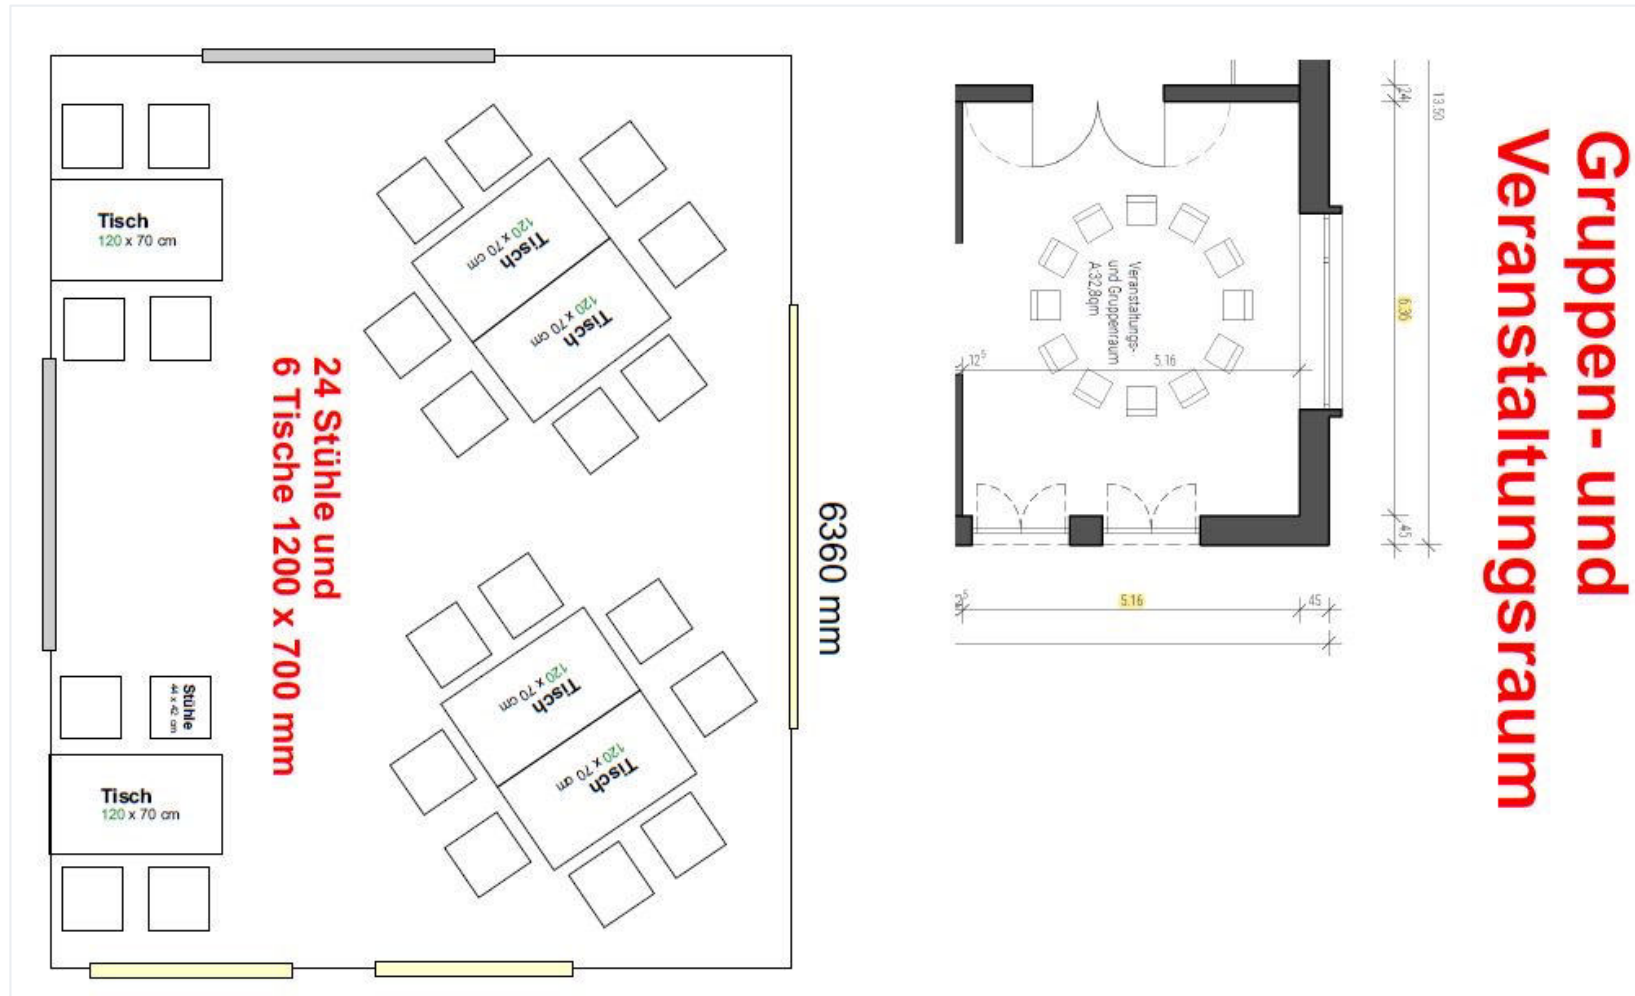 Gruppen- und
Veranstaltungsraum
Tisch
120 x 70 cm
Tisch
120 x 70 cm
Tisch
120 x 70 cm
24 Stühle und
6 Tische 1200 x 700 mm
6360 mm
Stühle
44 x 42 cm
Tisch
120 x 70 cm
Tisch
120 x 70 cm
Tisch
120 x 70 cm
Veranstaltungs-
und Gruppenraum
A:32,8qm
12⁵
5.16
24
13.50
6.36
45
5.16
45